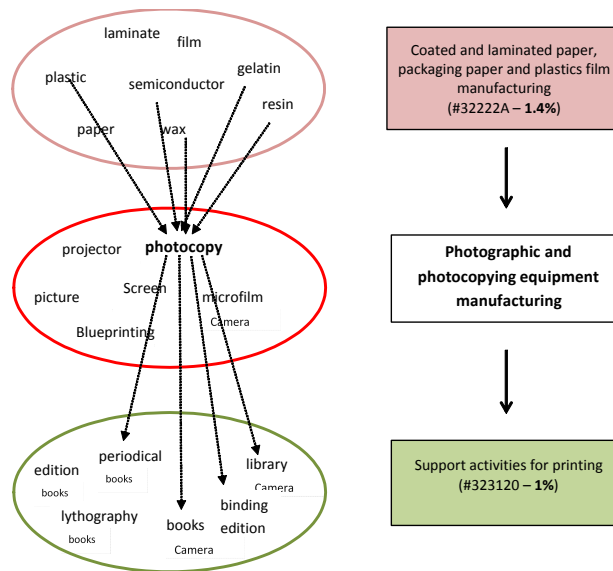 laminate
film
plastic
semiconductor
gelatin
resin
paper
wax
Coated and laminated paper,
packaging paper and plastics film
manufacturing
(#32222A – 1.4%)
projector
photocopy
picture
Screen
microfilm
Camera
Blueprinting
Photographic and
photocopying equipment
manufacturing
periodical
books
edition
books
library
Camera
lythography
books
books
Camera
binding
edition
Support activities for printing
(#323120 – 1%)